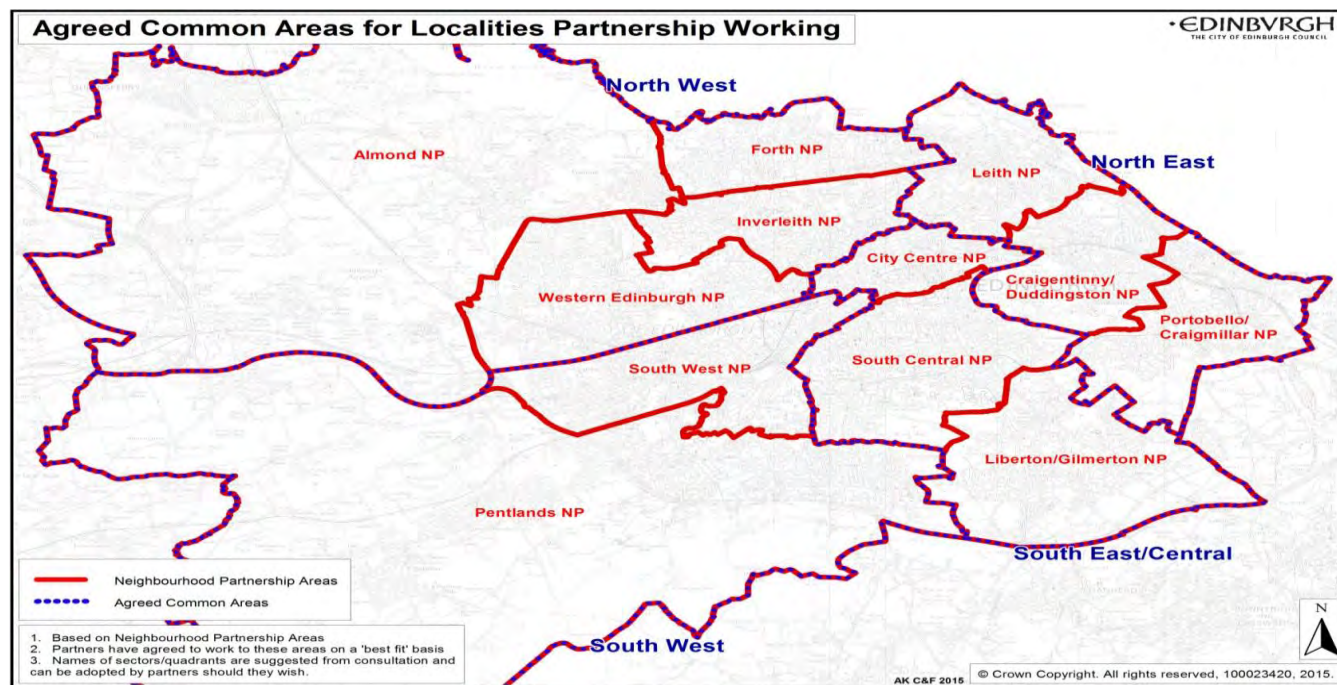 Agreed Common Areas for Localities Partnership Working
•EDINBVRGH
THE CITY OF EDINBURGH COUNCIL
North West
Almond NP
Forth NP
Leith NP
North East
Inverleith NP
City Centre NP
Western Edinburgh NP
Craigentinny/
Duddingston NP
Portobello/
Craigmillar NP
South West NP
South Central NP
Liberton/Gilmerton NP
Pentlands NP
South East/Central
South West
Neighbourhood Partnership Areas
Agreed Common Areas
1. Based on Neighbourhood Partnership Areas
2. Partners have agreed to work to these areas on a 'best fit' basis
3. Names of sectors/quadrants are suggested from consultation and
can be adopted by partners should they wish.
N
AK C&F 2015
© Crown Copyright. All rights reserved, 100023420, 2015.